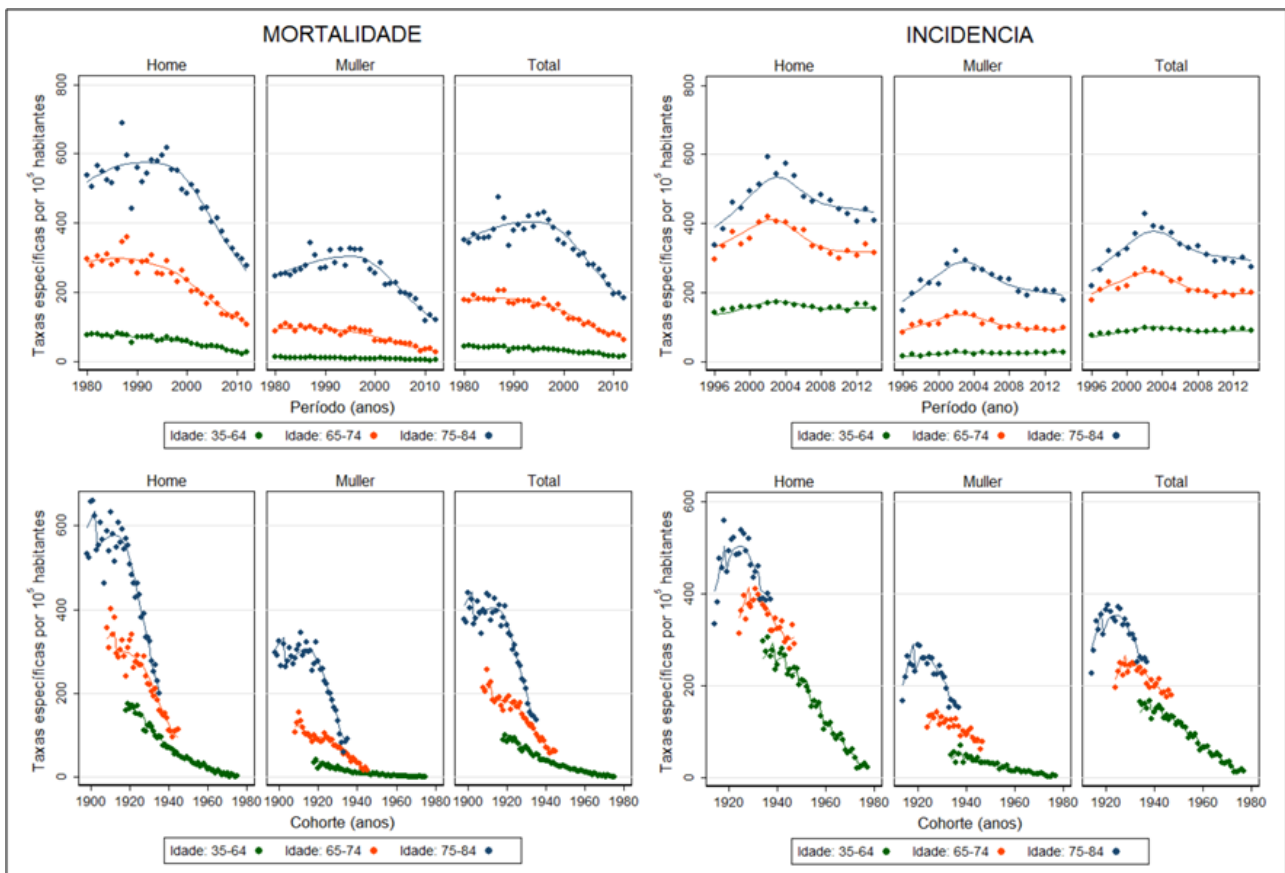 MORTALIDADE
Home Muller Total
Taxas específicas por 10⁵ habitantes
800
600
400
200
0
1980 1990 2000 2010 1980 1990 2000 2010 1980 1990 2000 2010
Período (anos)
Idade: 35-64 Idade: 65-74 Idade: 75-84
INCIDENCIA
Home Muller Total
Taxas específicas por 10⁵ habitantes
800
600
400
200
0
1996 2000 2004 2008 2012 1996 2000 2004 2008 2012 1996 2000 2004 2008 2012
Período (ano)
Idade: 35-64 Idade: 65-74 Idade: 75-84
Home Muller Total
Taxas específicas por 10⁵ habitantes
600
400
200
0
1900 1920 1940 1960 1980 1900 1920 1940 1960 1980 1900 1920 1940 1960 1980
Cohorte (anos)
Idade: 35-64 Idade: 65-74 Idade: 75-84
Home Muller Total
Taxas específicas por 10⁵ habitantes
600
400
200
0
1920 1940 1960 1980 1920 1940 1960 1980 1920 1940 1960 1980
Cohorte (anos)
Idade: 35-64 Idade: 65-74 Idade: 75-84